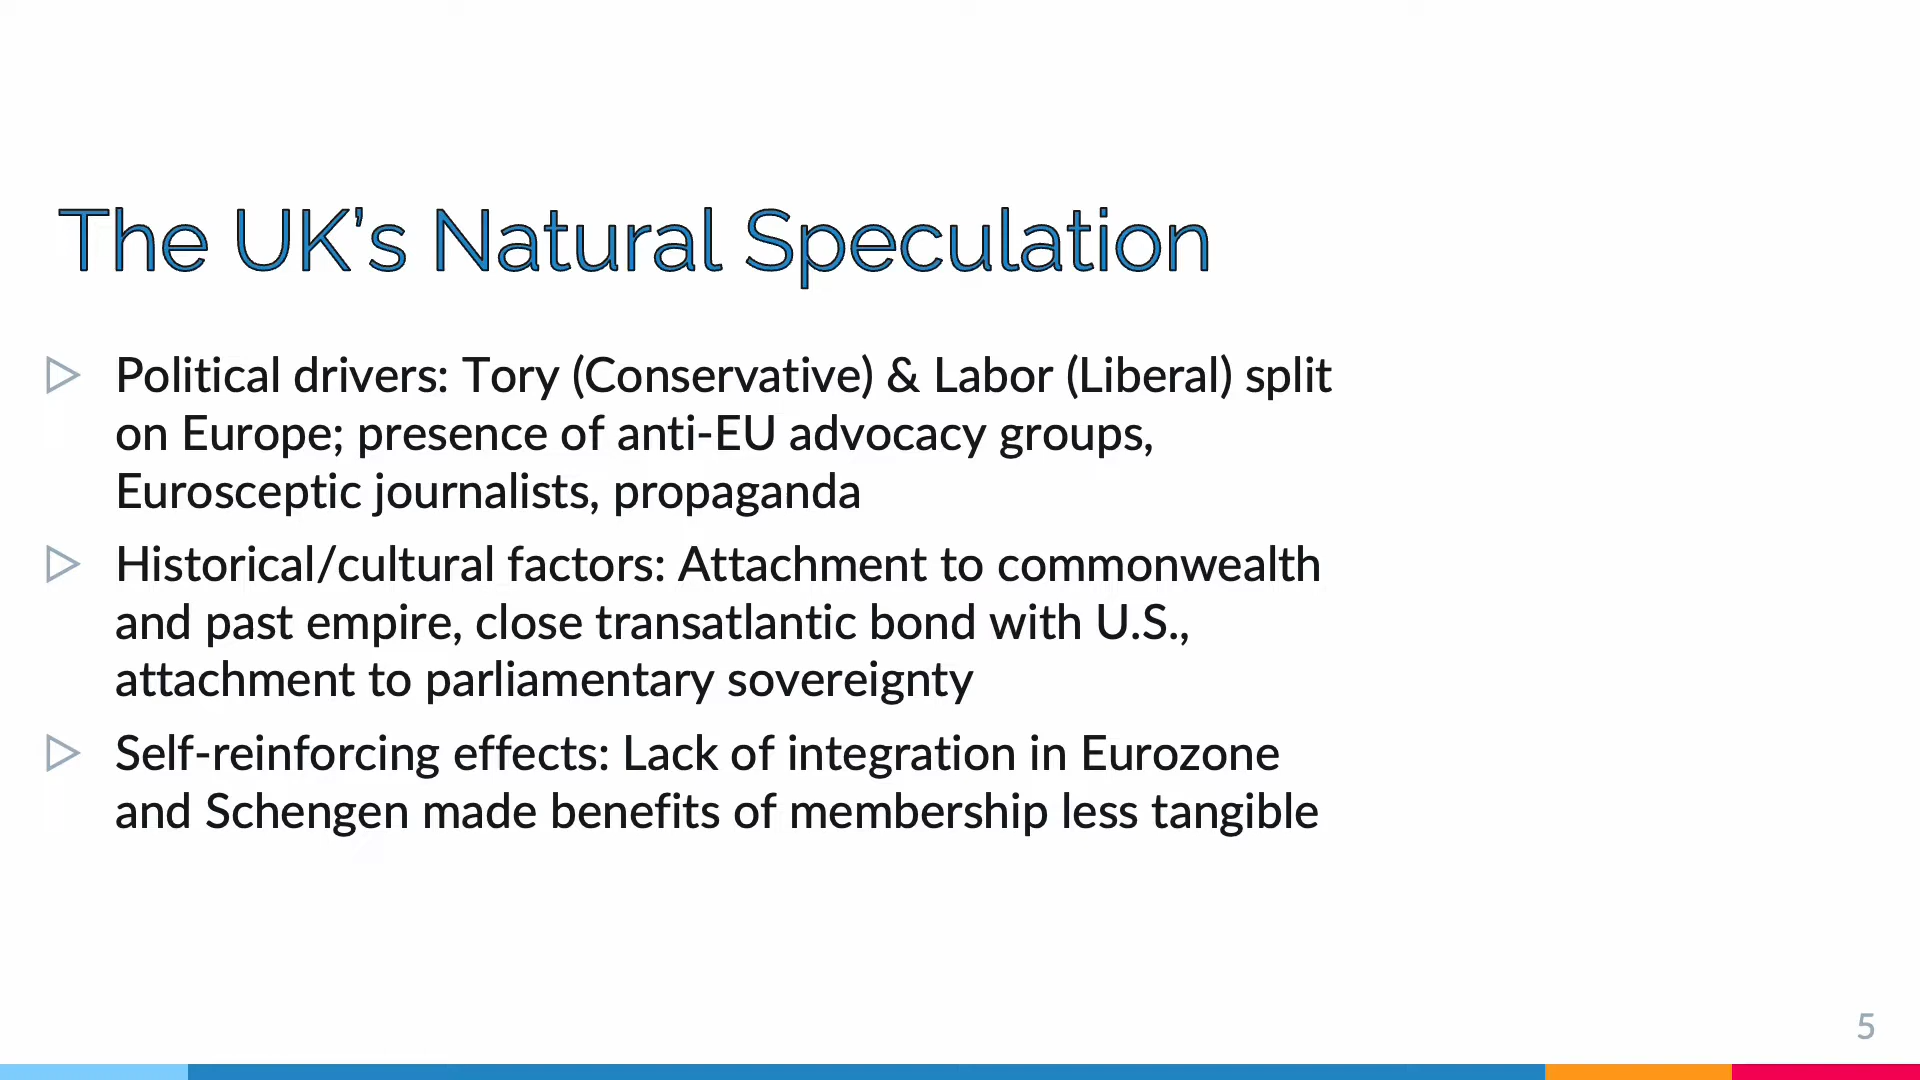 The UK’s Natural Speculation
Political drivers: Tory (Conservative) & Labor (Liberal) split
on Europe; presence of anti-EU advocacy groups,
Eurosceptic journalists, propaganda
Historical/cultural factors: Attachment to commonwealth
and past empire, close transatlantic bond with U.S.,
attachment to parliamentary sovereignty
Self-reinforcing effects: Lack of integration in Eurozone
and Schengen made benefits of membership less tangible
5